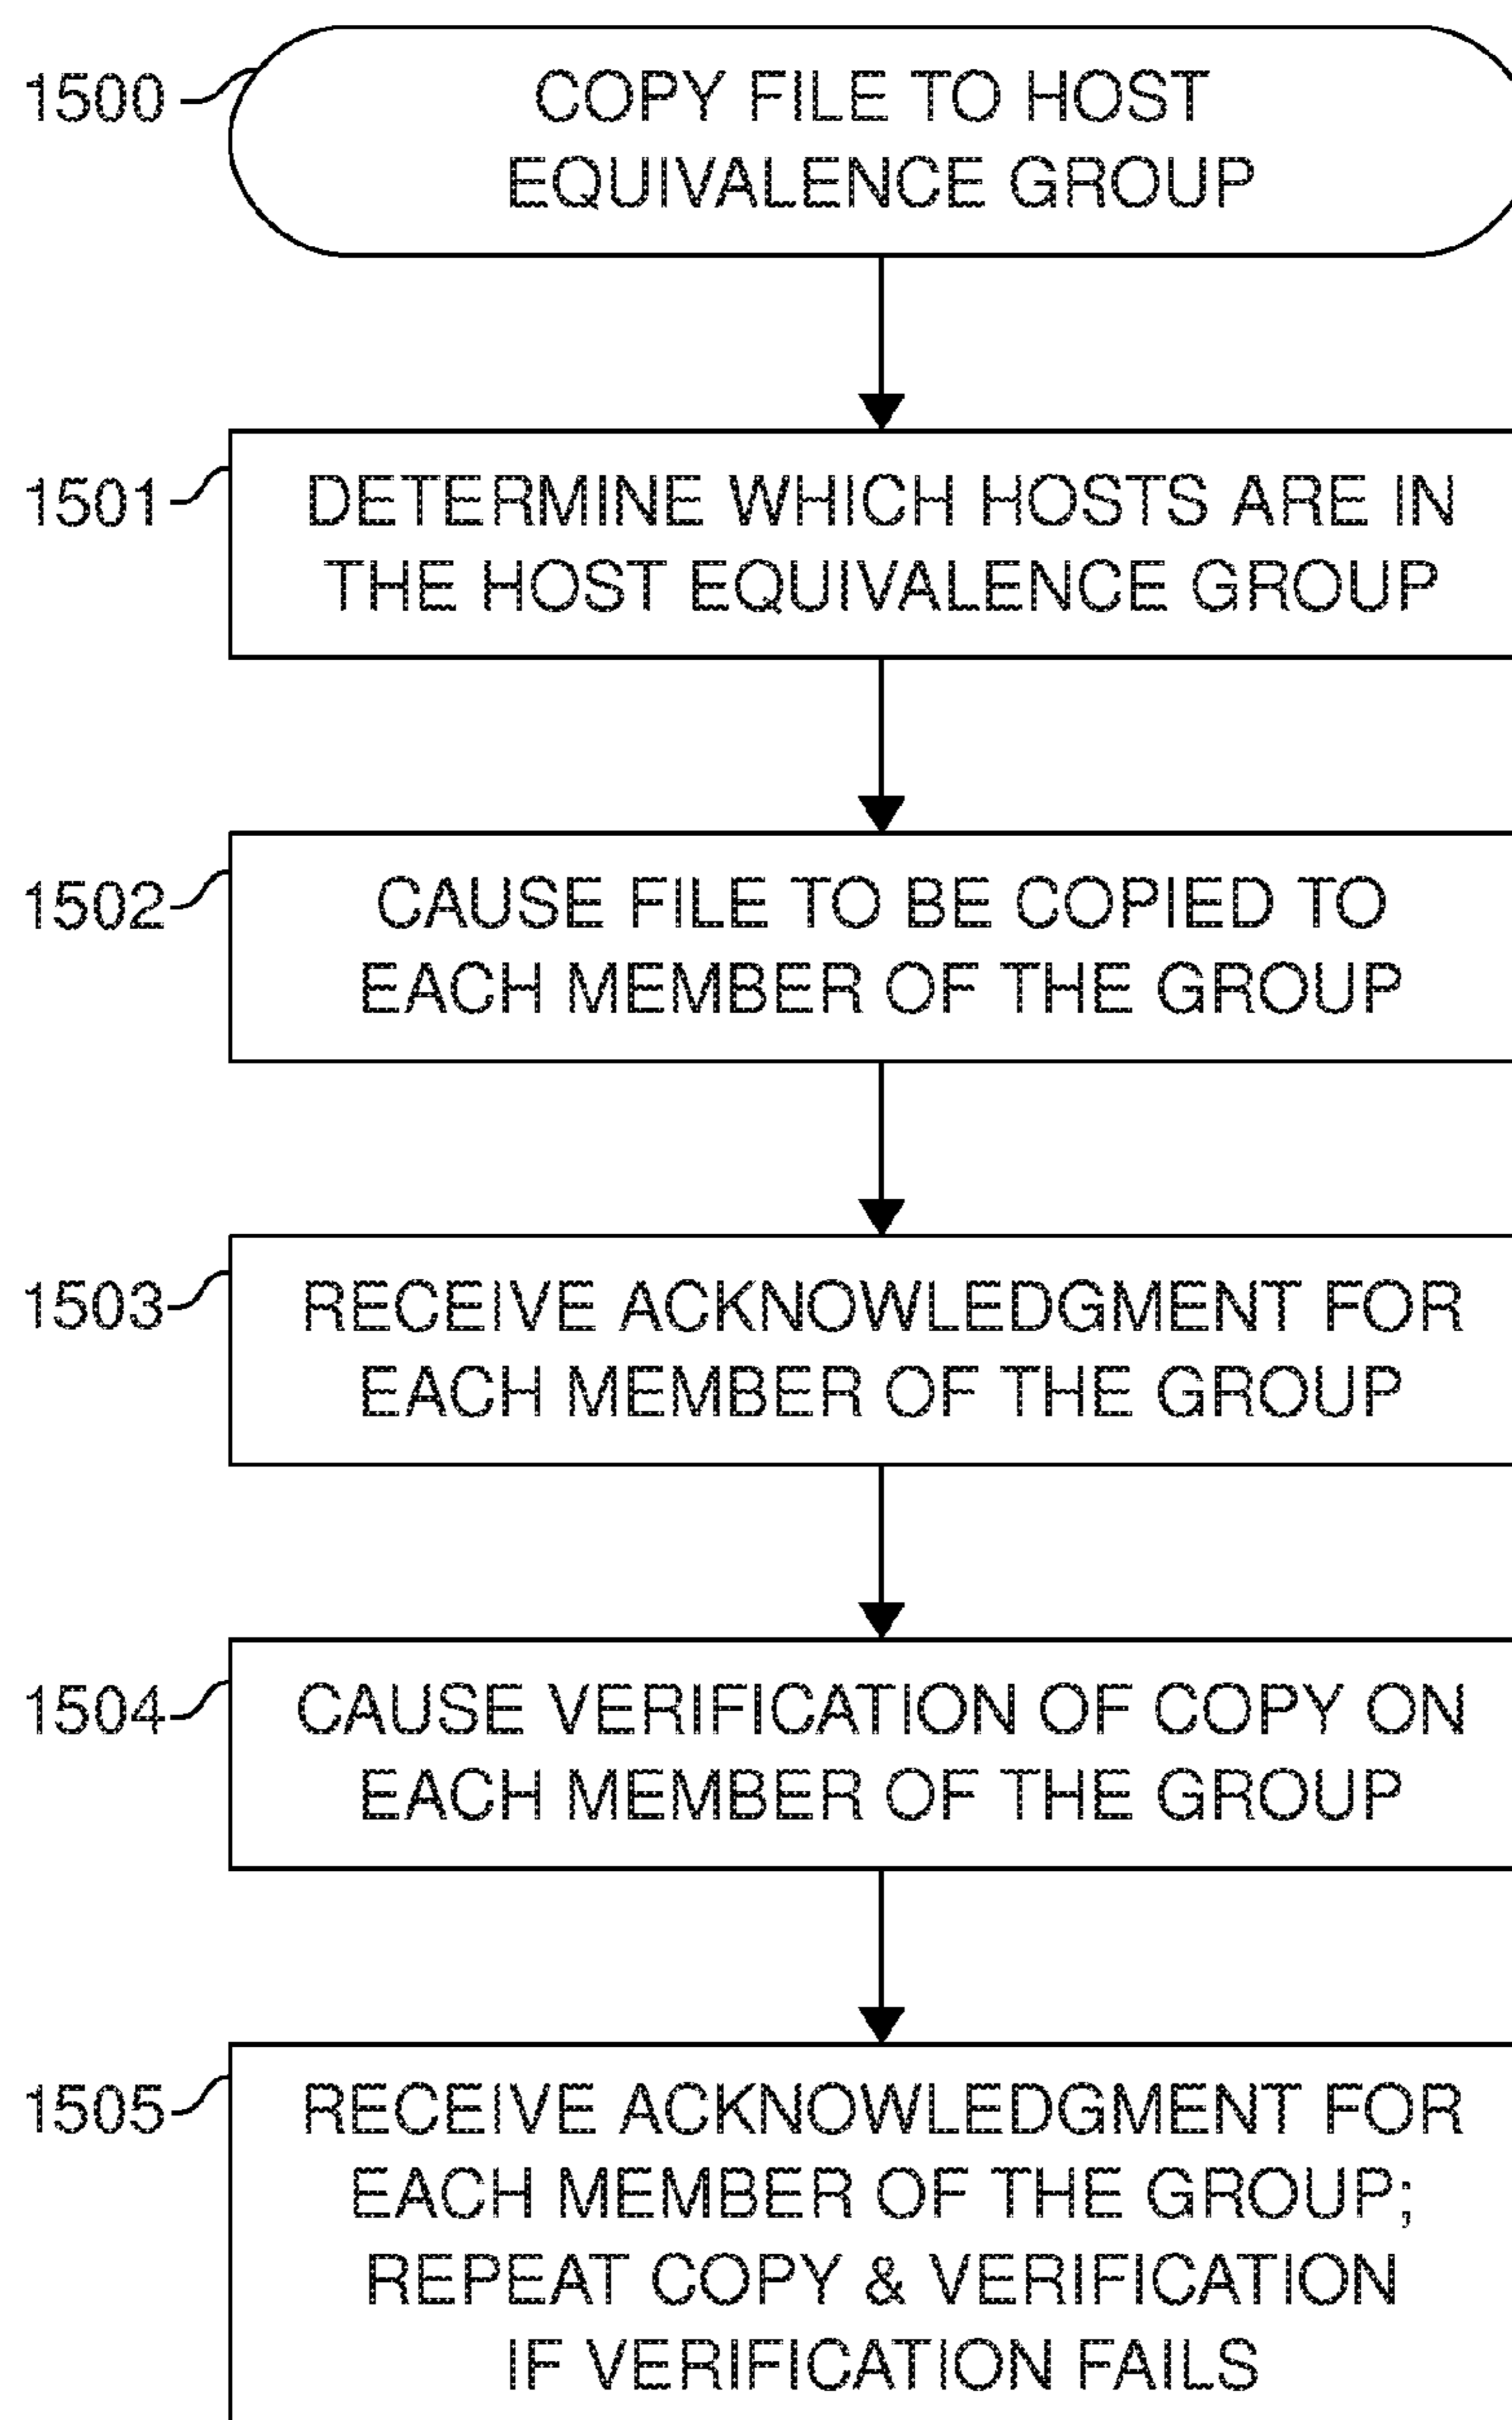 1500
COPY FILE TO HOST
EQUIVALENCE GROUP
1501
DETERMINE WHICH HOSTS ARE IN
THE HOST EQUIVALENCE GROUP
1502
CAUSE FILE TO BE COPIED TO
EACH MEMBER OF THE GROUP
1503
RECEIVE ACKNOWLEDGMENT FOR
EACH MEMBER OF THE GROUP
1504
CAUSE VERIFICATION OF COPY ON
EACH MEMBER OF THE GROUP
1505
RECEIVE ACKNOWLEDGMENT FOR
EACH MEMBER OF THE GROUP;
REPEAT COPY & VERIFICATION
IF VERIFICATION FAILS